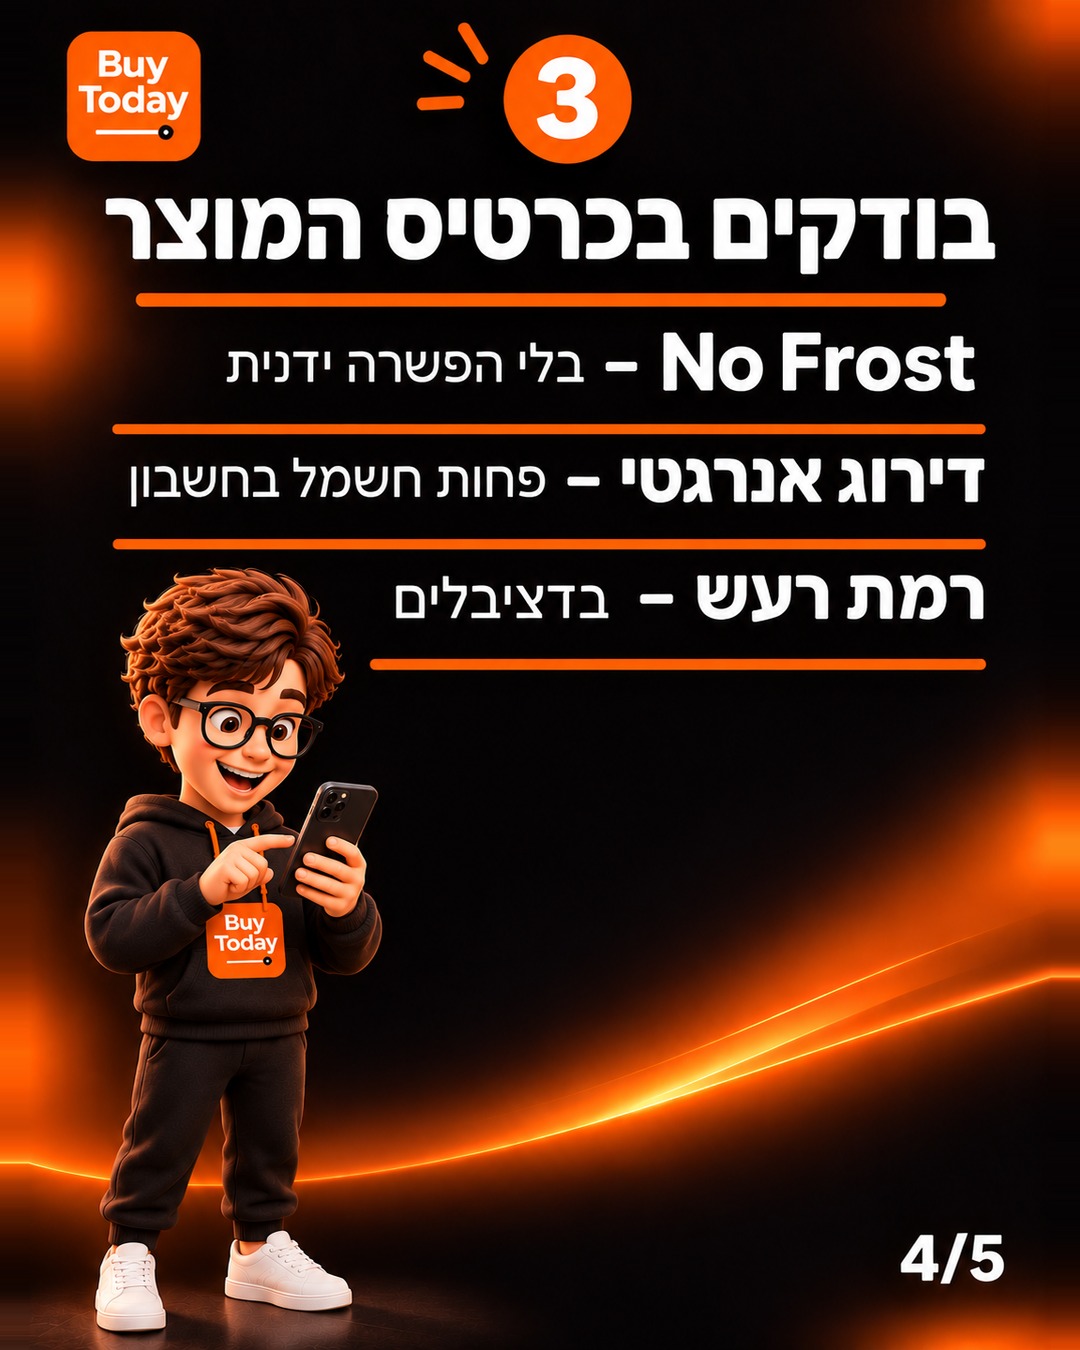 Buy
Today
3
בודקים בכרטיס המוצר
No Frost – בלי הפשרה ידנית
דירוג אנרגטי – פחות חשמל בחשבון
רמת רעש – בדציבלים
Buy
Today
4/5